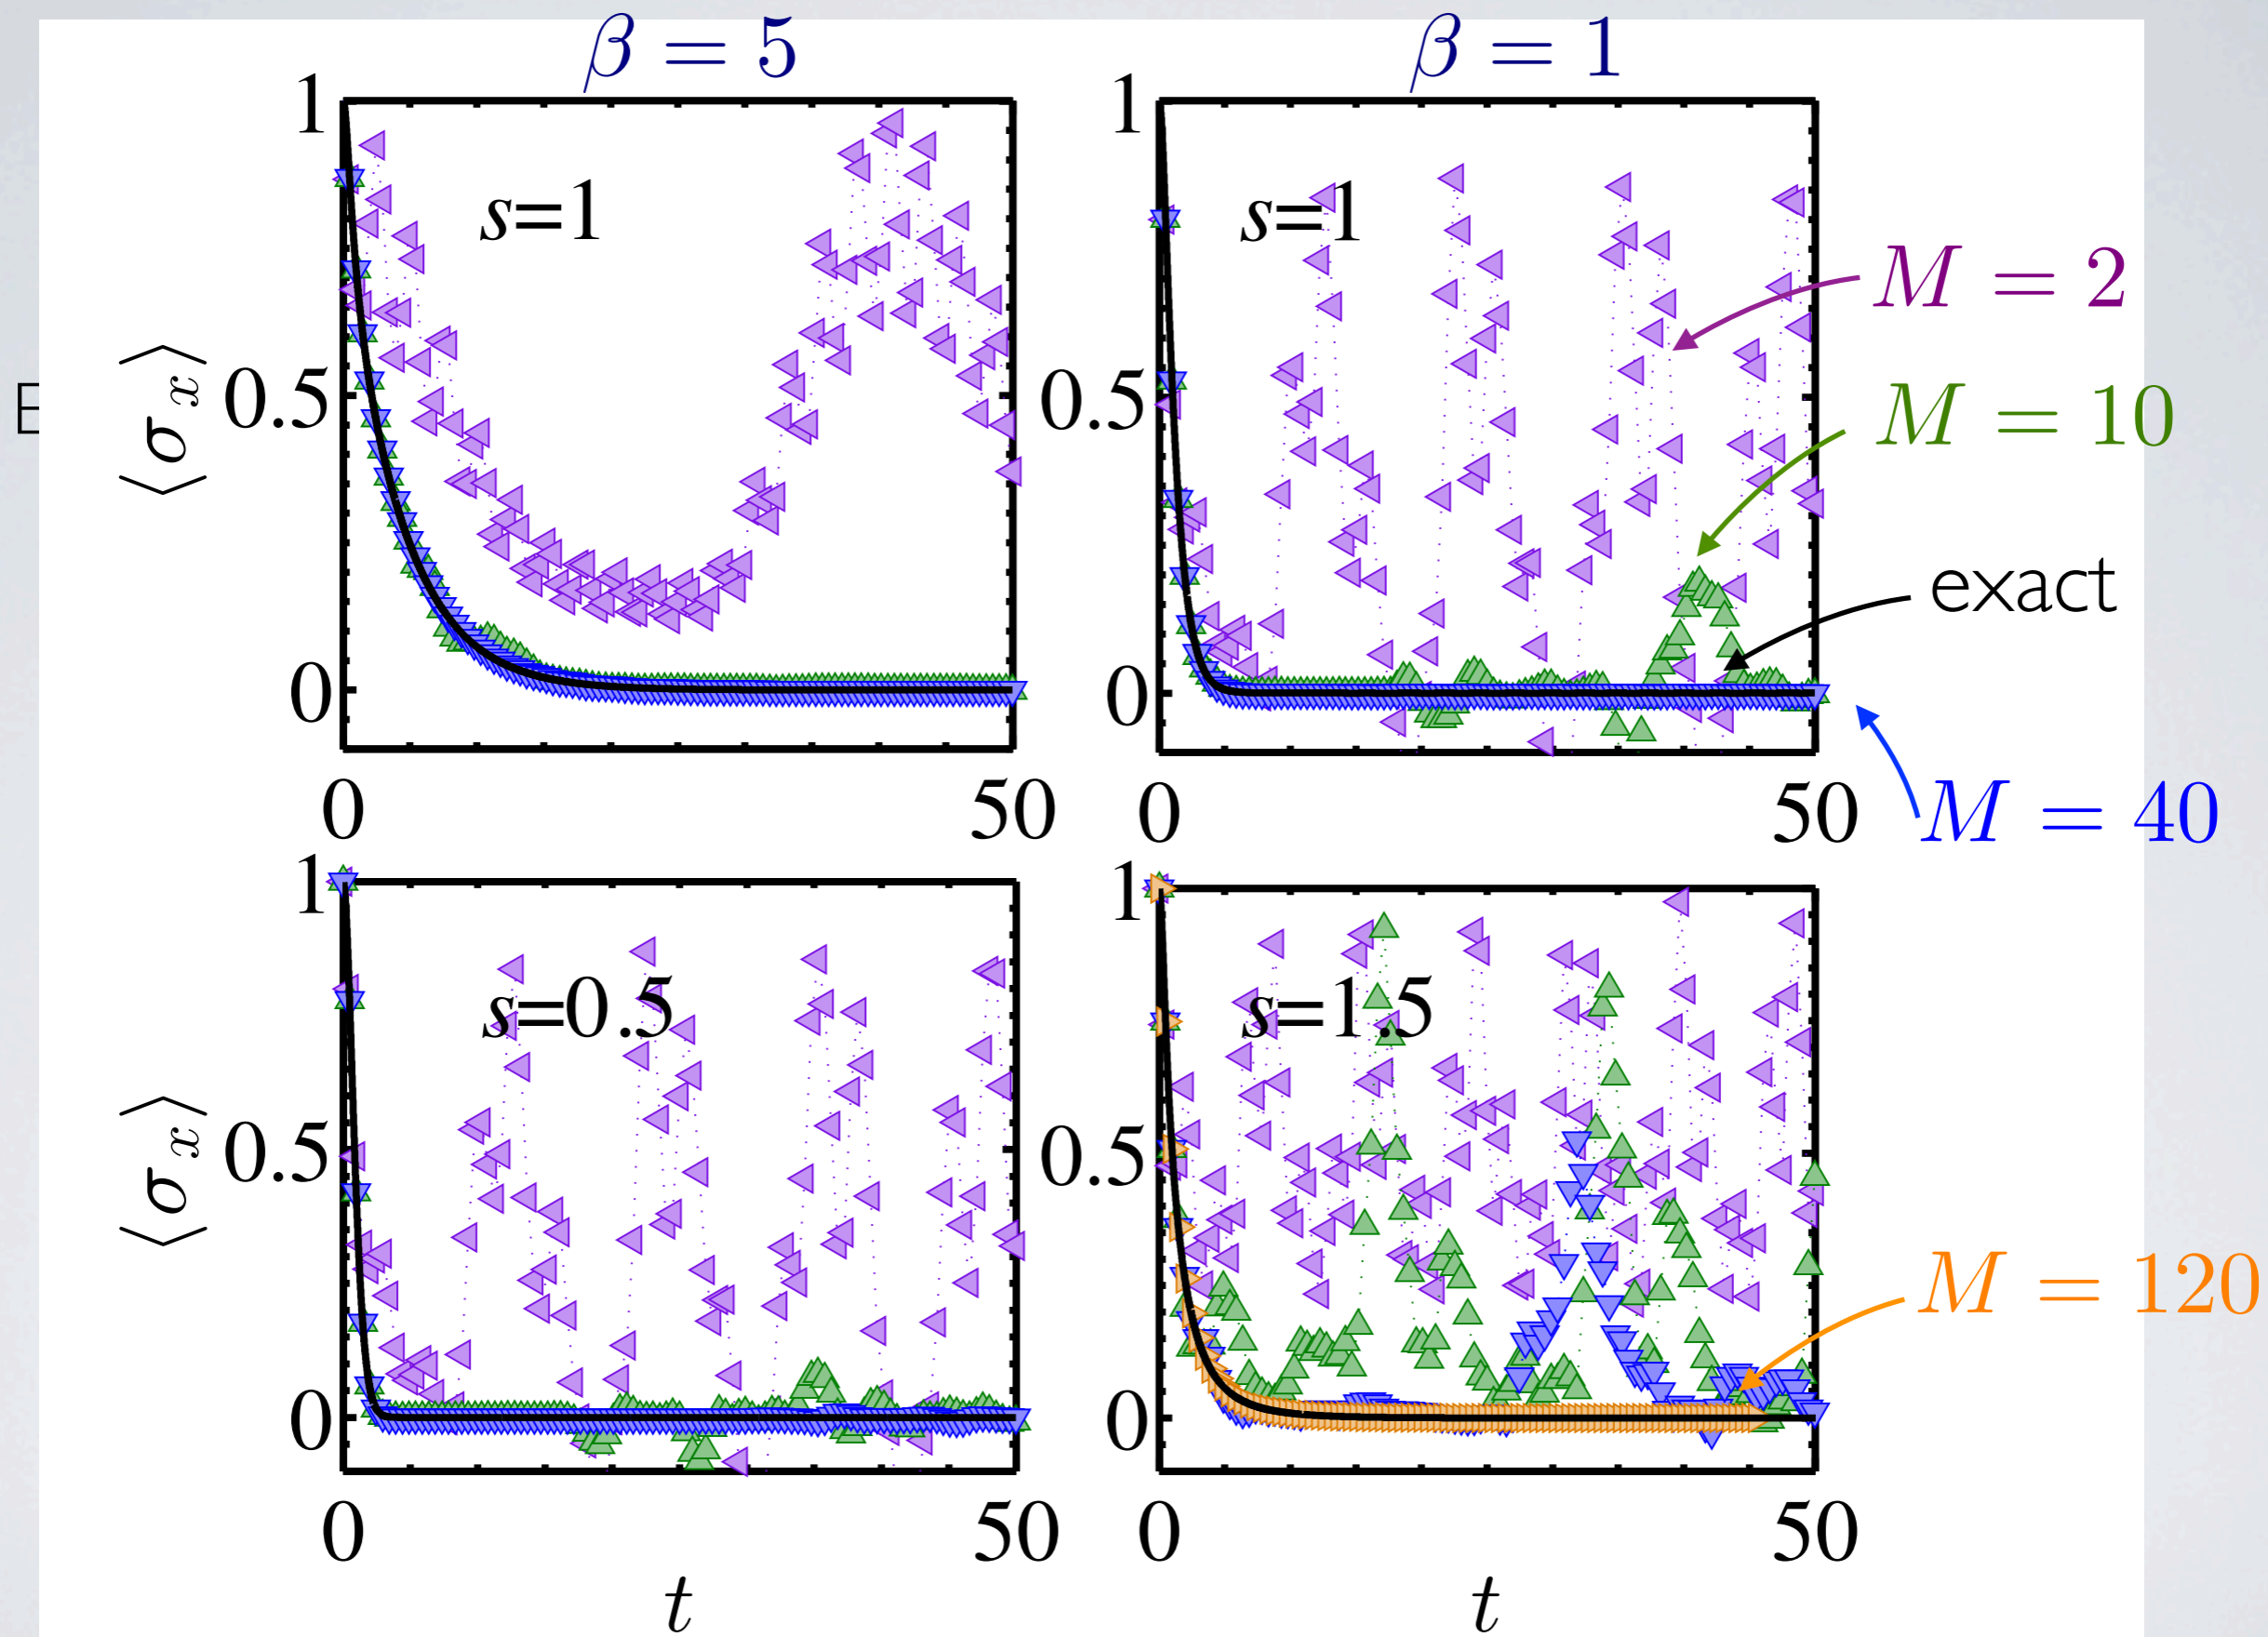 β = 5
β = 1
1
s=1
0.5
⟨σx⟩
0
0
50
1
s=1
0.5
0
0
50
M = 2
M = 10
exact
M = 40
E
1
s=0.5
0.5
⟨σx⟩
0
0
50
t
1
s=1.5
0.5
0
0
50
t
M = 120